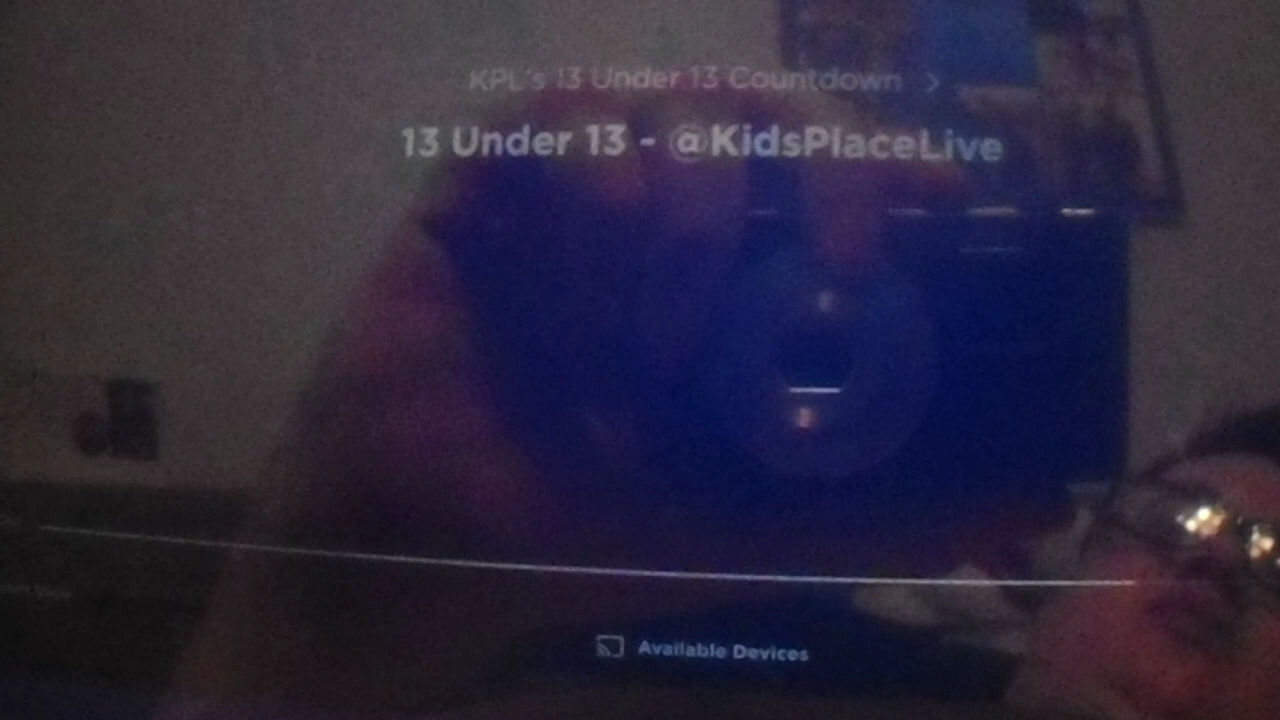 KPL's 13 Under 13 Countdown >
13 Under 13 - @KidsPlaceLive
Available Devices